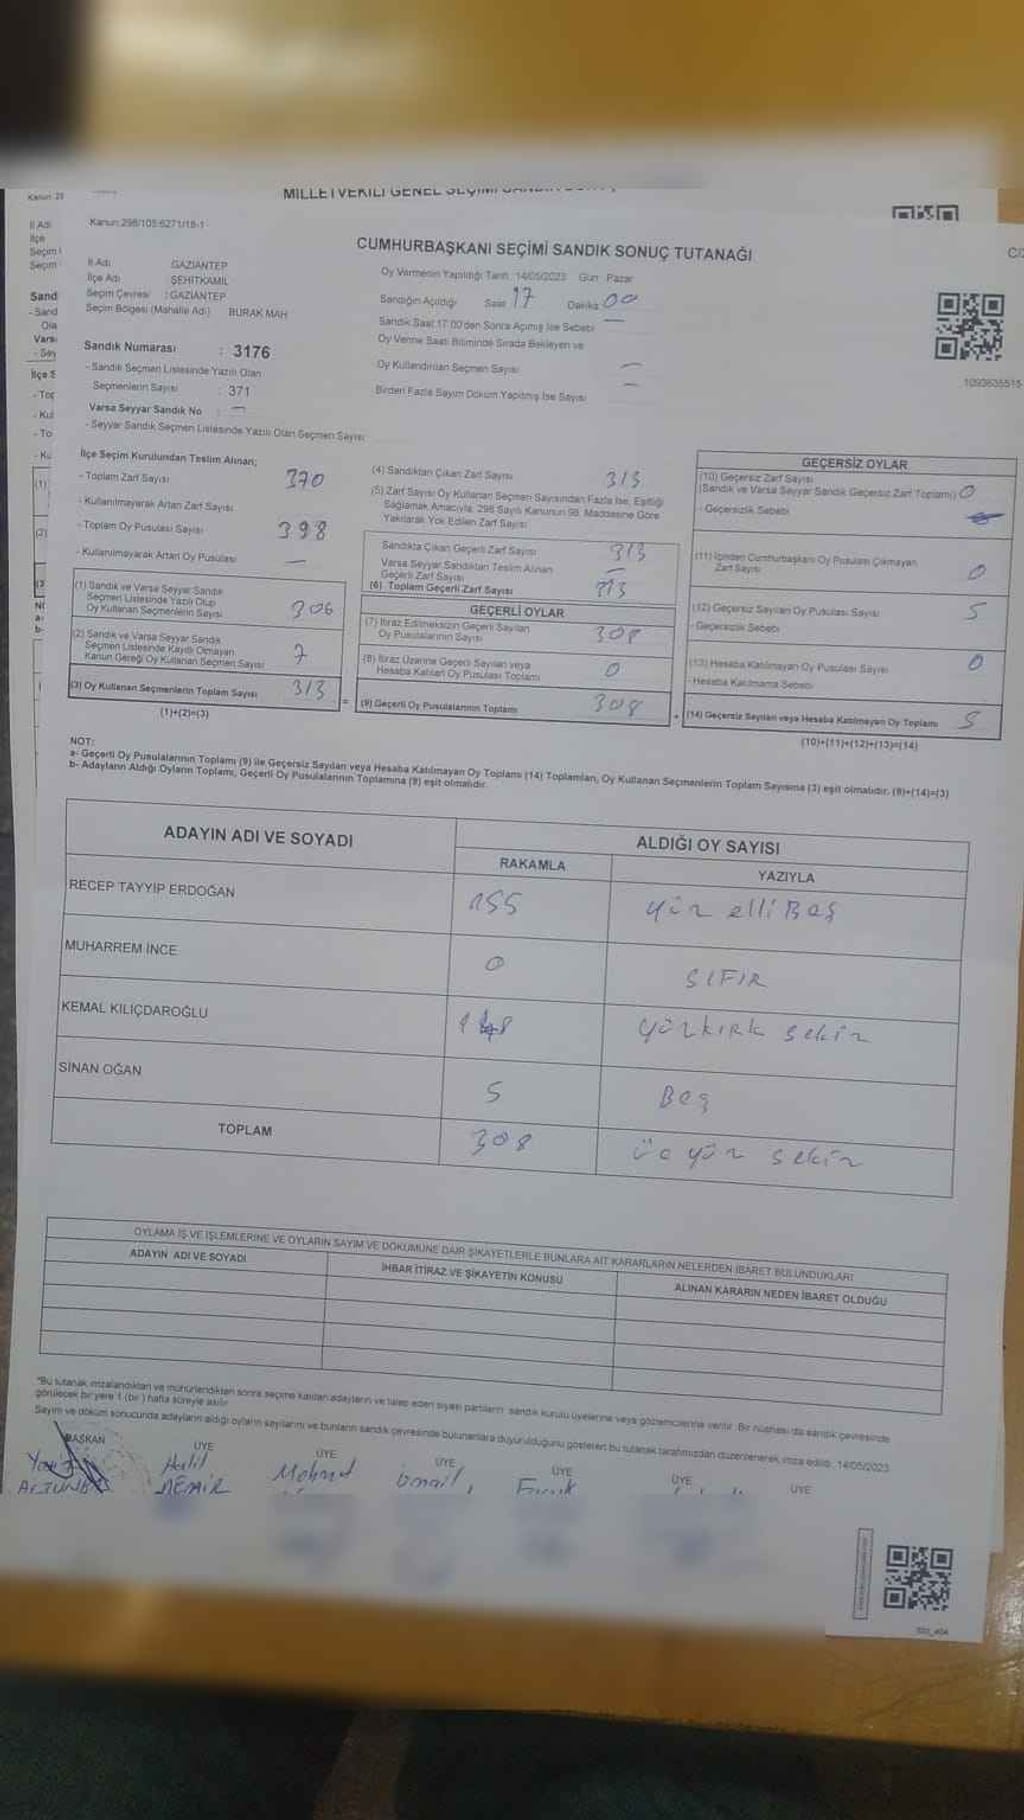 Kanun:298/105-6271/18-1
CUMHURBAŞKANI SEÇİMİ SANDIK SONUÇ TUTANAĞI
İl Adı GAZİANTEP
İlçe Adı ŞEHİTKAMİL
Seçim Çevresi : GAZİANTEP
Seçim Bölgesi (Mahalle Adı) BURAK MAH
Sandık Numarası : 3176
- Sandık Seçmen Listesinde Yazılı Olan
Seçmenlerin Sayısı : 371
Varsa Seyyar Sandık No : —
- Seyyar Sandık Seçmen Listesinde Yazılı Olan Seçmen Sayısı
Oy Vermenin Yapıldığı Tarih 14/05/2023 Gün Pazar
Sandığın Açıldığı Saat 17 Dakika 00
Sandık Saat 17.00'den Sonra Açılmış İse Sebebi —
Oy Verme Saati Bitiminde Sırada Bekleyen ve
Oy Kullandırılan Seçmen Sayısı —
Birden Fazla Sayım Döküm Yapılmış İse Sayısı —
1093635515
İlçe Seçim Kurulundan Teslim Alınan;
- Toplam Zarf Sayısı 370
- Kullanılmayarak Artan Zarf Sayısı
- Toplam Oy Pusulası Sayısı 398
- Kullanılmayarak Artan Oy Pusulası —
(1) Sandık ve Varsa Seyyar Sandık
Seçmen Listesinde Yazılı Olup
Oy Kullanan Seçmenlerin Sayısı 306
(2) Sandık ve Varsa Seyyar Sandık
Seçmen Listesinde Kayıtlı Olmayan
Kanun Gereği Oy Kullanan Seçmen Sayısı 7
(3) Oy Kullanan Seçmenlerin Toplam Sayısı 313
(1)+(2)=(3)
(4) Sandıktan Çıkan Zarf Sayısı 313
(5) Zarf Sayısı Oy Kullanan Seçmen Sayısından Fazla İse, Eşitliği
Sağlamak Amacıyla, 298 Sayılı Kanunun 98. Maddesine Göre
Yakılarak Yok Edilen Zarf Sayısı
Sandıkta Çıkan Geçerli Zarf Sayısı 313
Varsa Seyyar Sandıktan Teslim Alınan
Geçerli Zarf Sayısı —
(6) Toplam Geçerli Zarf Sayısı 313
GEÇERLİ OYLAR
(7) İtiraz Edilmeksizin Geçerli Sayılan
Oy Pusulalarının Sayısı 308
(8) İtiraz Üzerine Geçerli Sayılan veya
Hesaba Katılan Oy Pusulası Toplamı 0
(9) Geçerli Oy Pusulalarının Toplamı 308
GEÇERSİZ OYLAR
(10) Geçersiz Zarf Sayısı
(Sandık ve Varsa Seyyar Sandık Geçersiz Zarf Toplamı) 0
- Geçersizlik Sebebi
(11) İçinden Cumhurbaşkanı Oy Pusulası Çıkmayan
Zarf Sayısı 0
(12) Geçersiz Sayılan Oy Pusulası Sayısı 5
- Geçersizlik Sebebi
(13) Hesaba Katılmayan Oy Pusulası Sayısı 0
- Hesaba Katılmama Sebebi
(14) Geçersiz Sayılan veya Hesaba Katılmayan Oy Toplamı 5
(10)+(11)+(12)+(13)=(14)
NOT:
a- Geçerli Oy Pusulalarının Toplamı (9) ile Geçersiz Sayılan veya Hesaba Katılmayan Oy Toplamı (14) Toplamları, Oy Kullanan Seçmenlerin Toplam Sayısına (3) eşit olmalıdır. (9)+(14)=(3)
b- Adayların Aldığı Oyların Toplamı, Geçerli Oy Pusulalarının Toplamına (9) eşit olmalıdır.
ADAYIN ADI VE SOYADI ALDIĞI OY SAYISI
RAKAMLA YAZIYLA
RECEP TAYYİP ERDOĞAN 155 yüz elli Beş
MUHARREM İNCE 0 SIFIR
KEMAL KILIÇDAROĞLU 148 yüzkırk sekiz
SİNAN OĞAN 5 Beş
TOPLAM 308 üç yüz sekiz
OYLAMA İŞ VE İŞLEMLERİNE VE OYLARIN SAYIM VE DÖKÜMÜNE DAİR ŞİKAYETLERLE BUNLARA AİT KARARLARIN NELERDEN İBARET BULUNDUKLARI
ADAYIN ADI VE SOYADI İHBAR İTİRAZ VE ŞİKAYETİN KONUSU ALINAN KARARIN NEDEN İBARET OLDUĞU
*Bu tutanak imzalandıktan ve mühürlendikten sonra seçime katılan adayların ve talep eden siyasi partilerin sandık kurulu üyelerine veya gözlemcilerine verilir. Bir nüshası da sandık çevresinde
görülecek bir yere 1 (bir) hafta süreyle asılır.
Sayım ve döküm sonucunda adayların aldığı oyların sayılarını ve bunların sandık çevresinde bulunanlara duyurulduğunu gösteren bu tutanak tarafımızdan düzenlenerek imza edildi. 14/05/2023
BAŞKAN ÜYE ÜYE ÜYE ÜYE ÜYE ÜYE
Halil Mehmet İsmail
DEMİR